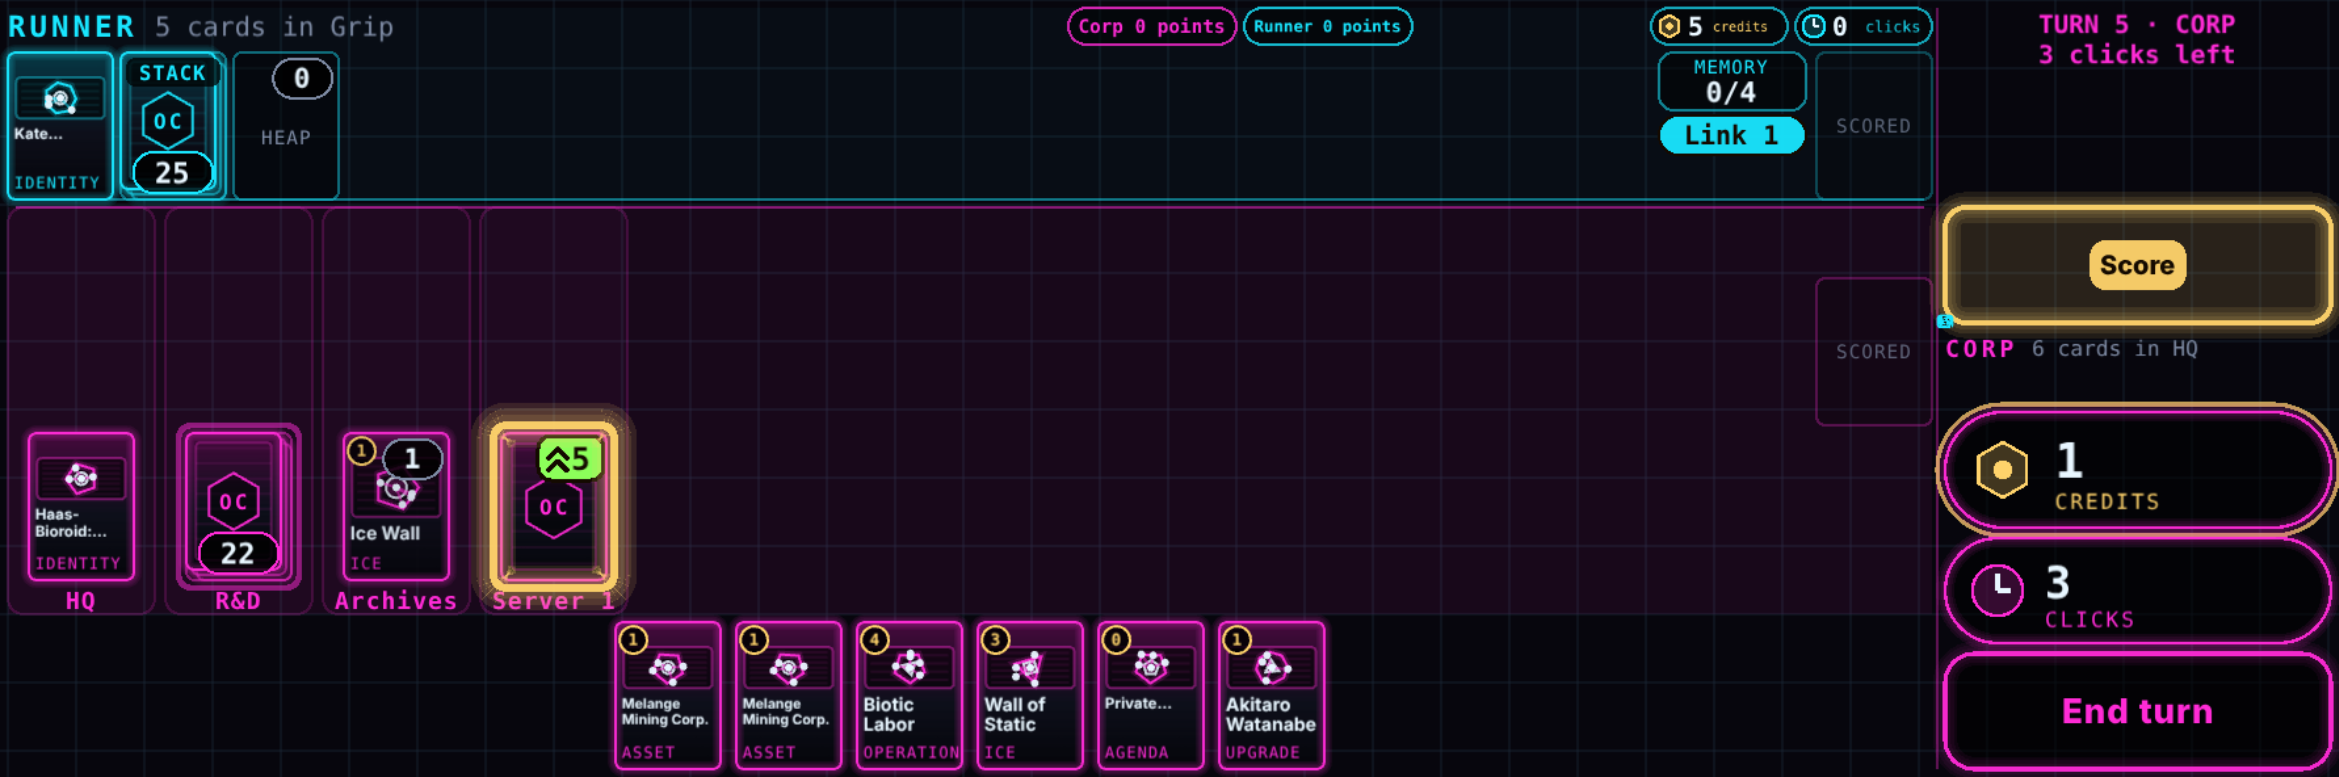 RUNNER 5 cards in Grip
Corp 0 points
Runner 0 points
5 credits
0 clicks
TURN 5 · CORP
3 clicks left
Kate...
IDENTITY
STACK
OC
25
0
HEAP
MEMORY
0/4
Link 1
SCORED
Score
SCORED
CORP 6 cards in HQ
Haas-
Bioroid:...
IDENTITY
HQ
OC
22
R&D
1
1
Ice Wall
ICE
Archives
5
OC
Server 1
1
CREDITS
3
CLICKS
End turn
1
Melange
Mining Corp.
ASSET
1
Melange
Mining Corp.
ASSET
4
Biotic
Labor
OPERATION
3
Wall of
Static
ICE
0
Private...
AGENDA
1
Akitaro
Watanabe
UPGRADE